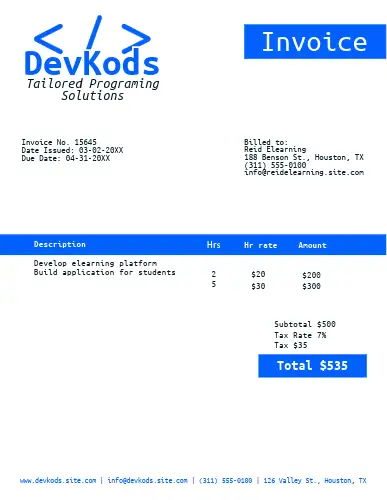 </>
DevKods
Tailored Programing
Solutions
Invoice
Invoice No. 15645
Date Issued: 03-02-20XX
Due Date: 04-31-20XX
Billed to:
Reid Elearning
188 Benson St., Houston, TX
(311) 555-0100
info@reidelearning.site.com
Description Hrs Hr rate Amount
Develop elearning platform
Build application for students
2 $20 $200
5 $30 $300
Subtotal $500
Tax Rate 7%
Tax $35
Total $535
www.devkods.site.com | info@devkods.site | (311) 555-0100 | 126 Valley St., Houston, TX